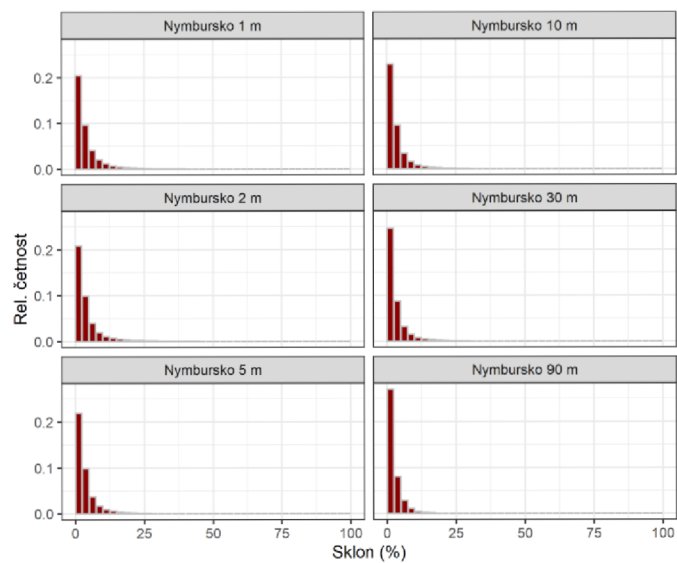 Nymbursko 1 m
Nymbursko 10 m
0.2
0.1
0.0
Nymbursko 2 m
Nymbursko 30 m
0.2
0.1
0.0
Nymbursko 5 m
Nymbursko 90 m
0.2
0.1
0.0
0 25 50 75 100
0 25 50 75 100
Rel. četnost
Sklon (%)